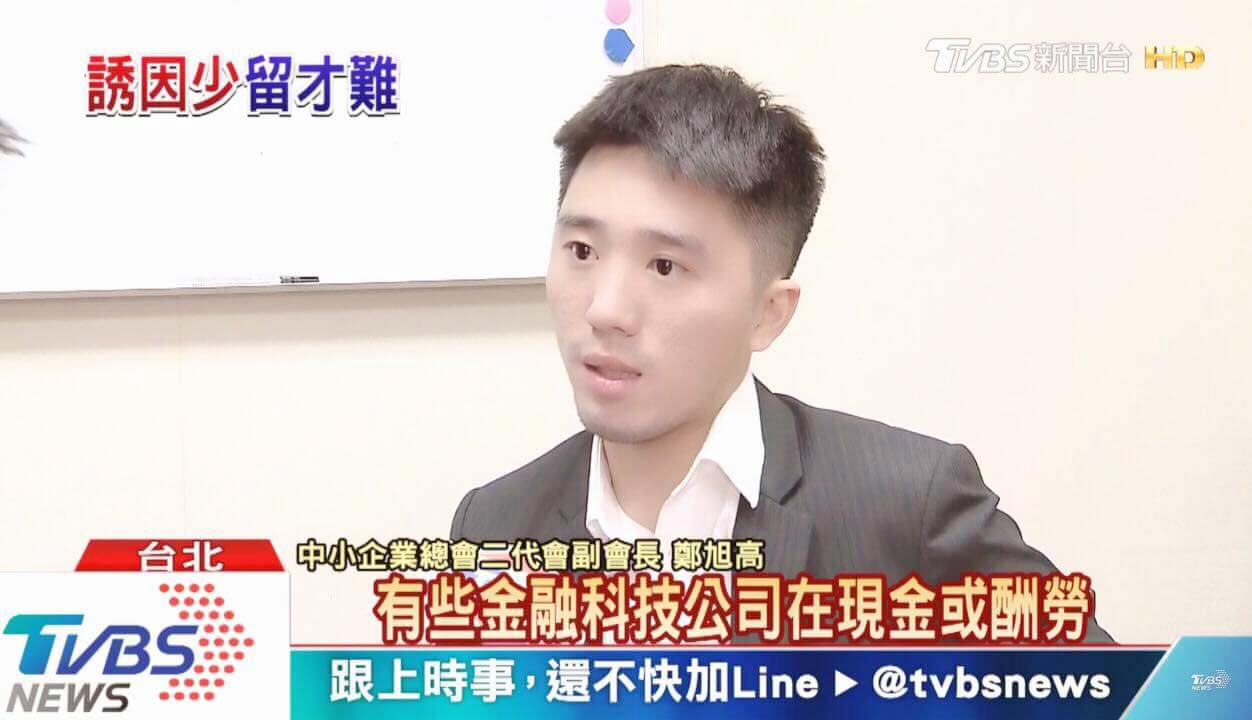 誘因少留才難
TVBS新聞台 HD
台北
中小企業總會二代會副會長 鄭旭高
有些金融科技公司在現金或酬勞
TVBS
NEWS
跟上時事，還不快加Line ▶ @tvbsnews
TVBS
NEWS